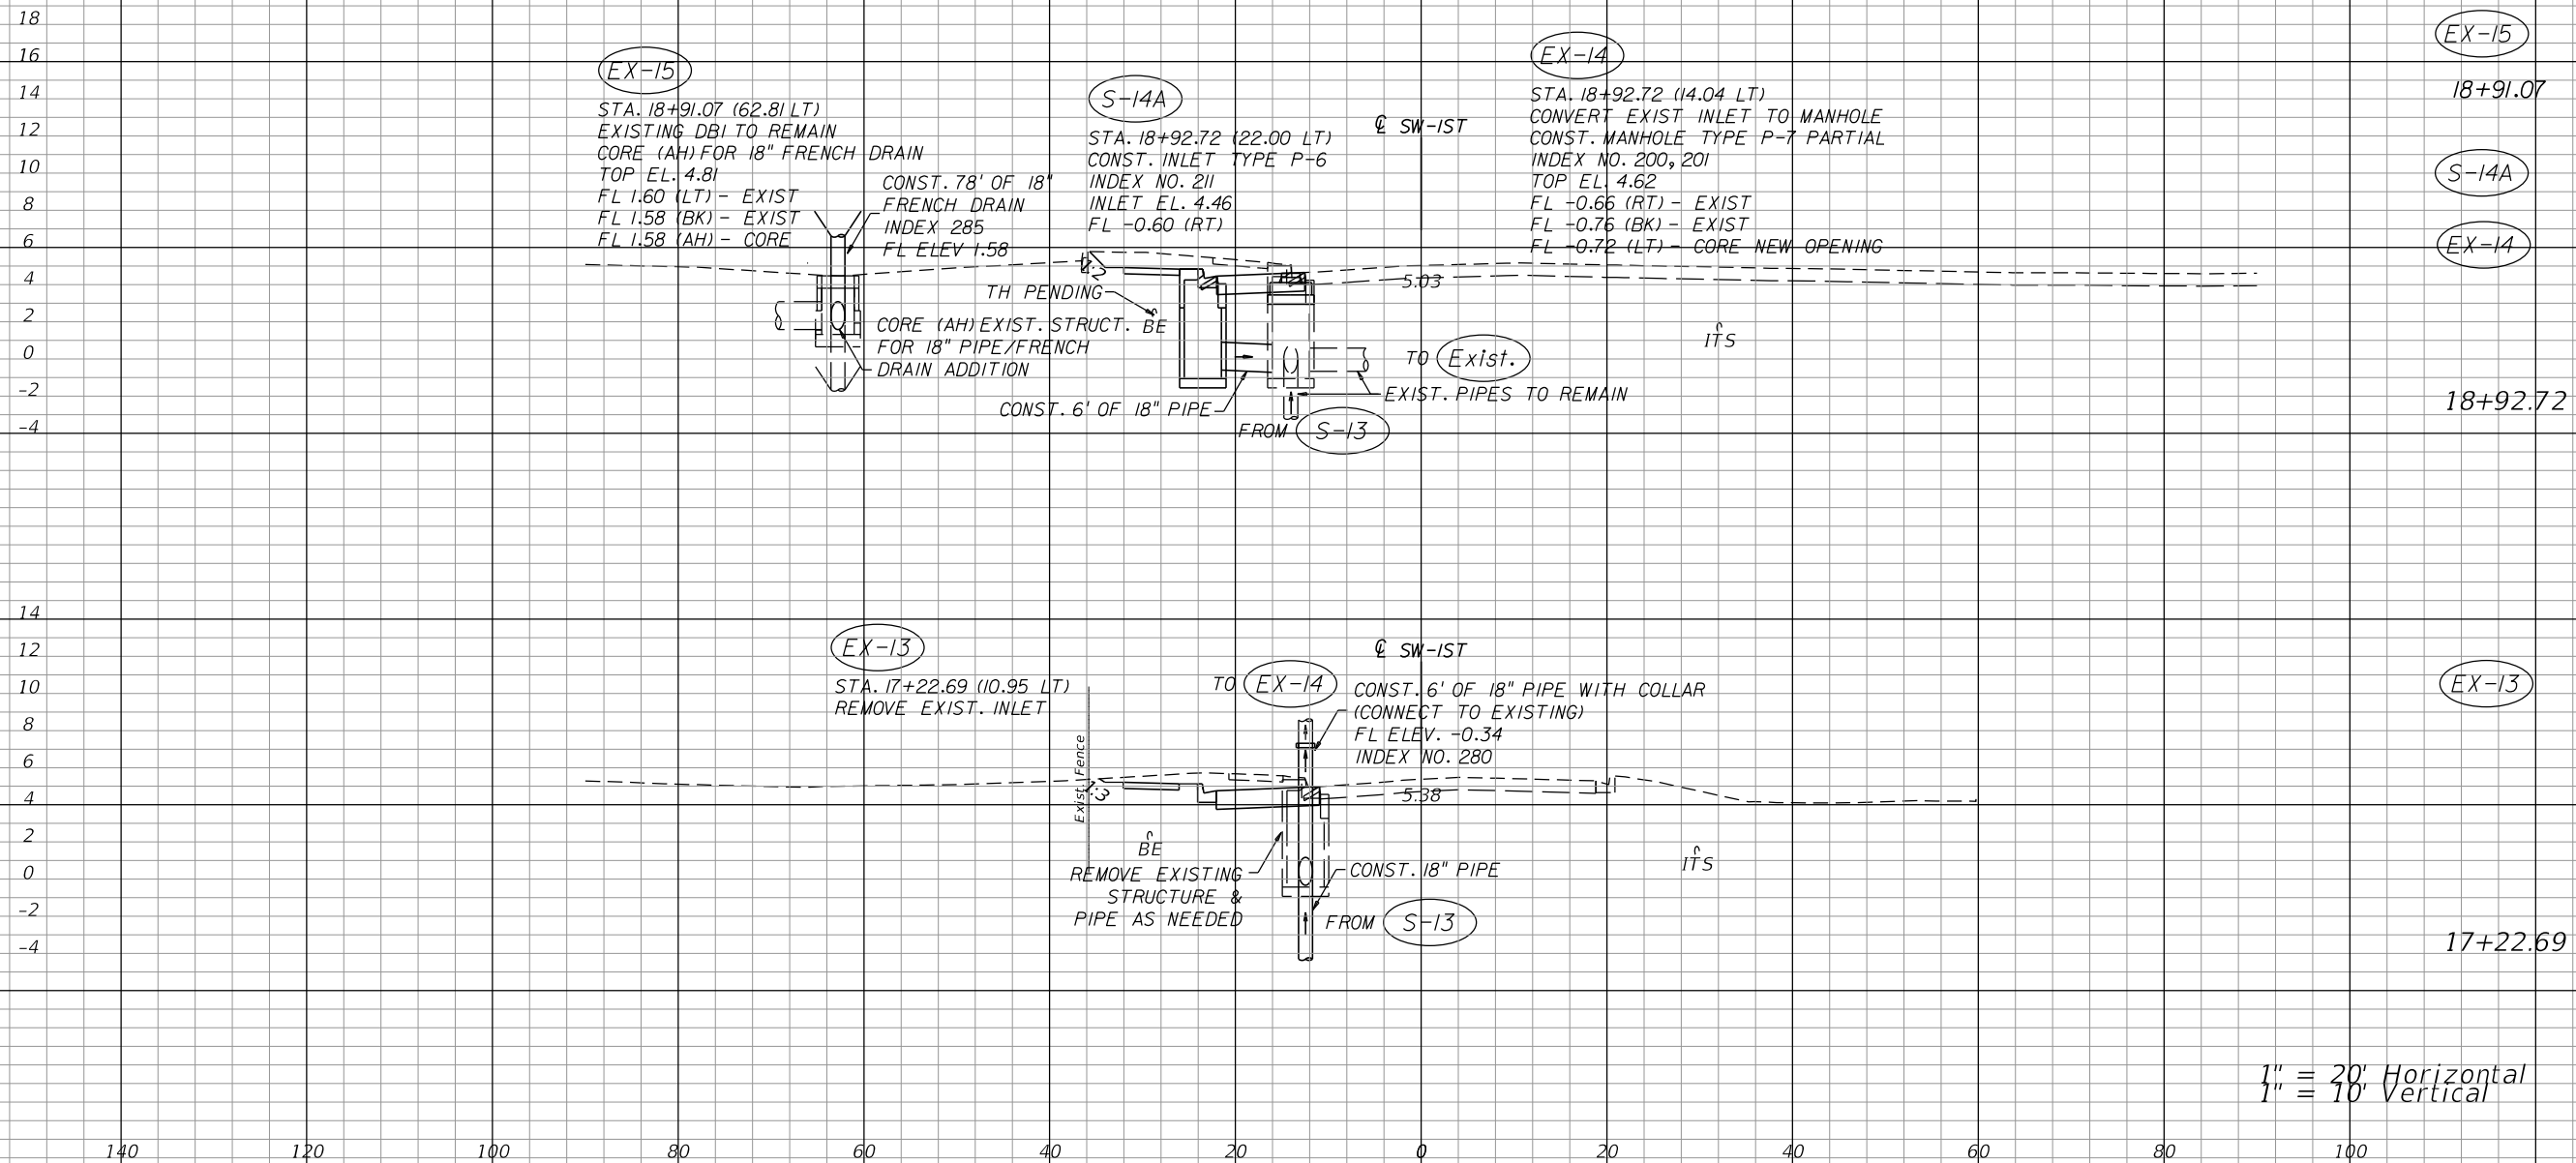 18
16
14
12
10
8
6
4
2
0
-2
-4
EX-15
STA. 18+91.07 (62.81 LT)
EXISTING DBI TO REMAIN
CORE (AH) FOR 18" FRENCH DRAIN
TOP EL. 4.81
FL 1.60 (LT) - EXIST
FL 1.58 (BK) - EXIST
FL 1.58 (AH) - CORE
CONST. 78' OF 18"
FRENCH DRAIN
INDEX 285
FL ELEV 1.58
S-14A
STA. 18+92.72 (22.00 LT)
CONST. INLET TYPE P-6
INDEX NO. 211
INLET EL. 4.46
FL -0.60 (RT)
℄ SW-1ST
EX-14
STA. 18+92.72 (14.04 LT)
CONVERT EXIST INLET TO MANHOLE
CONST. MANHOLE TYPE P-7 PARTIAL
INDEX NO. 200, 201
TOP EL. 4.62
FL -0.66 (RT) - EXIST
FL -0.76 (BK) - EXIST
FL -0.72 (LT) - CORE NEW OPENING
EX-15
18+91.07
S-14A
EX-14
18+92.72
1:2
5.03
TH PENDING
BE
CORE (AH) EXIST. STRUCT.
FOR 18" PIPE/FRENCH
DRAIN ADDITION
CONST. 6' OF 18" PIPE
TO Exist.
EXIST. PIPES TO REMAIN
FROM S-13
ITS
14
12
10
8
6
4
2
0
-2
-4
EX-13
STA. 17+22.69 (10.95 LT)
REMOVE EXIST. INLET
Exist. Fence
℄ SW-1ST
TO EX-14
CONST. 6' OF 18" PIPE WITH COLLAR
(CONNECT TO EXISTING)
FL ELEV. -0.34
INDEX NO. 280
1:3
5.38
BE
REMOVE EXISTING
STRUCTURE &
PIPE AS NEEDED
CONST. 18" PIPE
FROM S-13
ITS
EX-13
17+22.69
1" = 20' Horizontal
1" = 10' Vertical
140 120 100 80 60 40 20 0 20 40 60 80 100